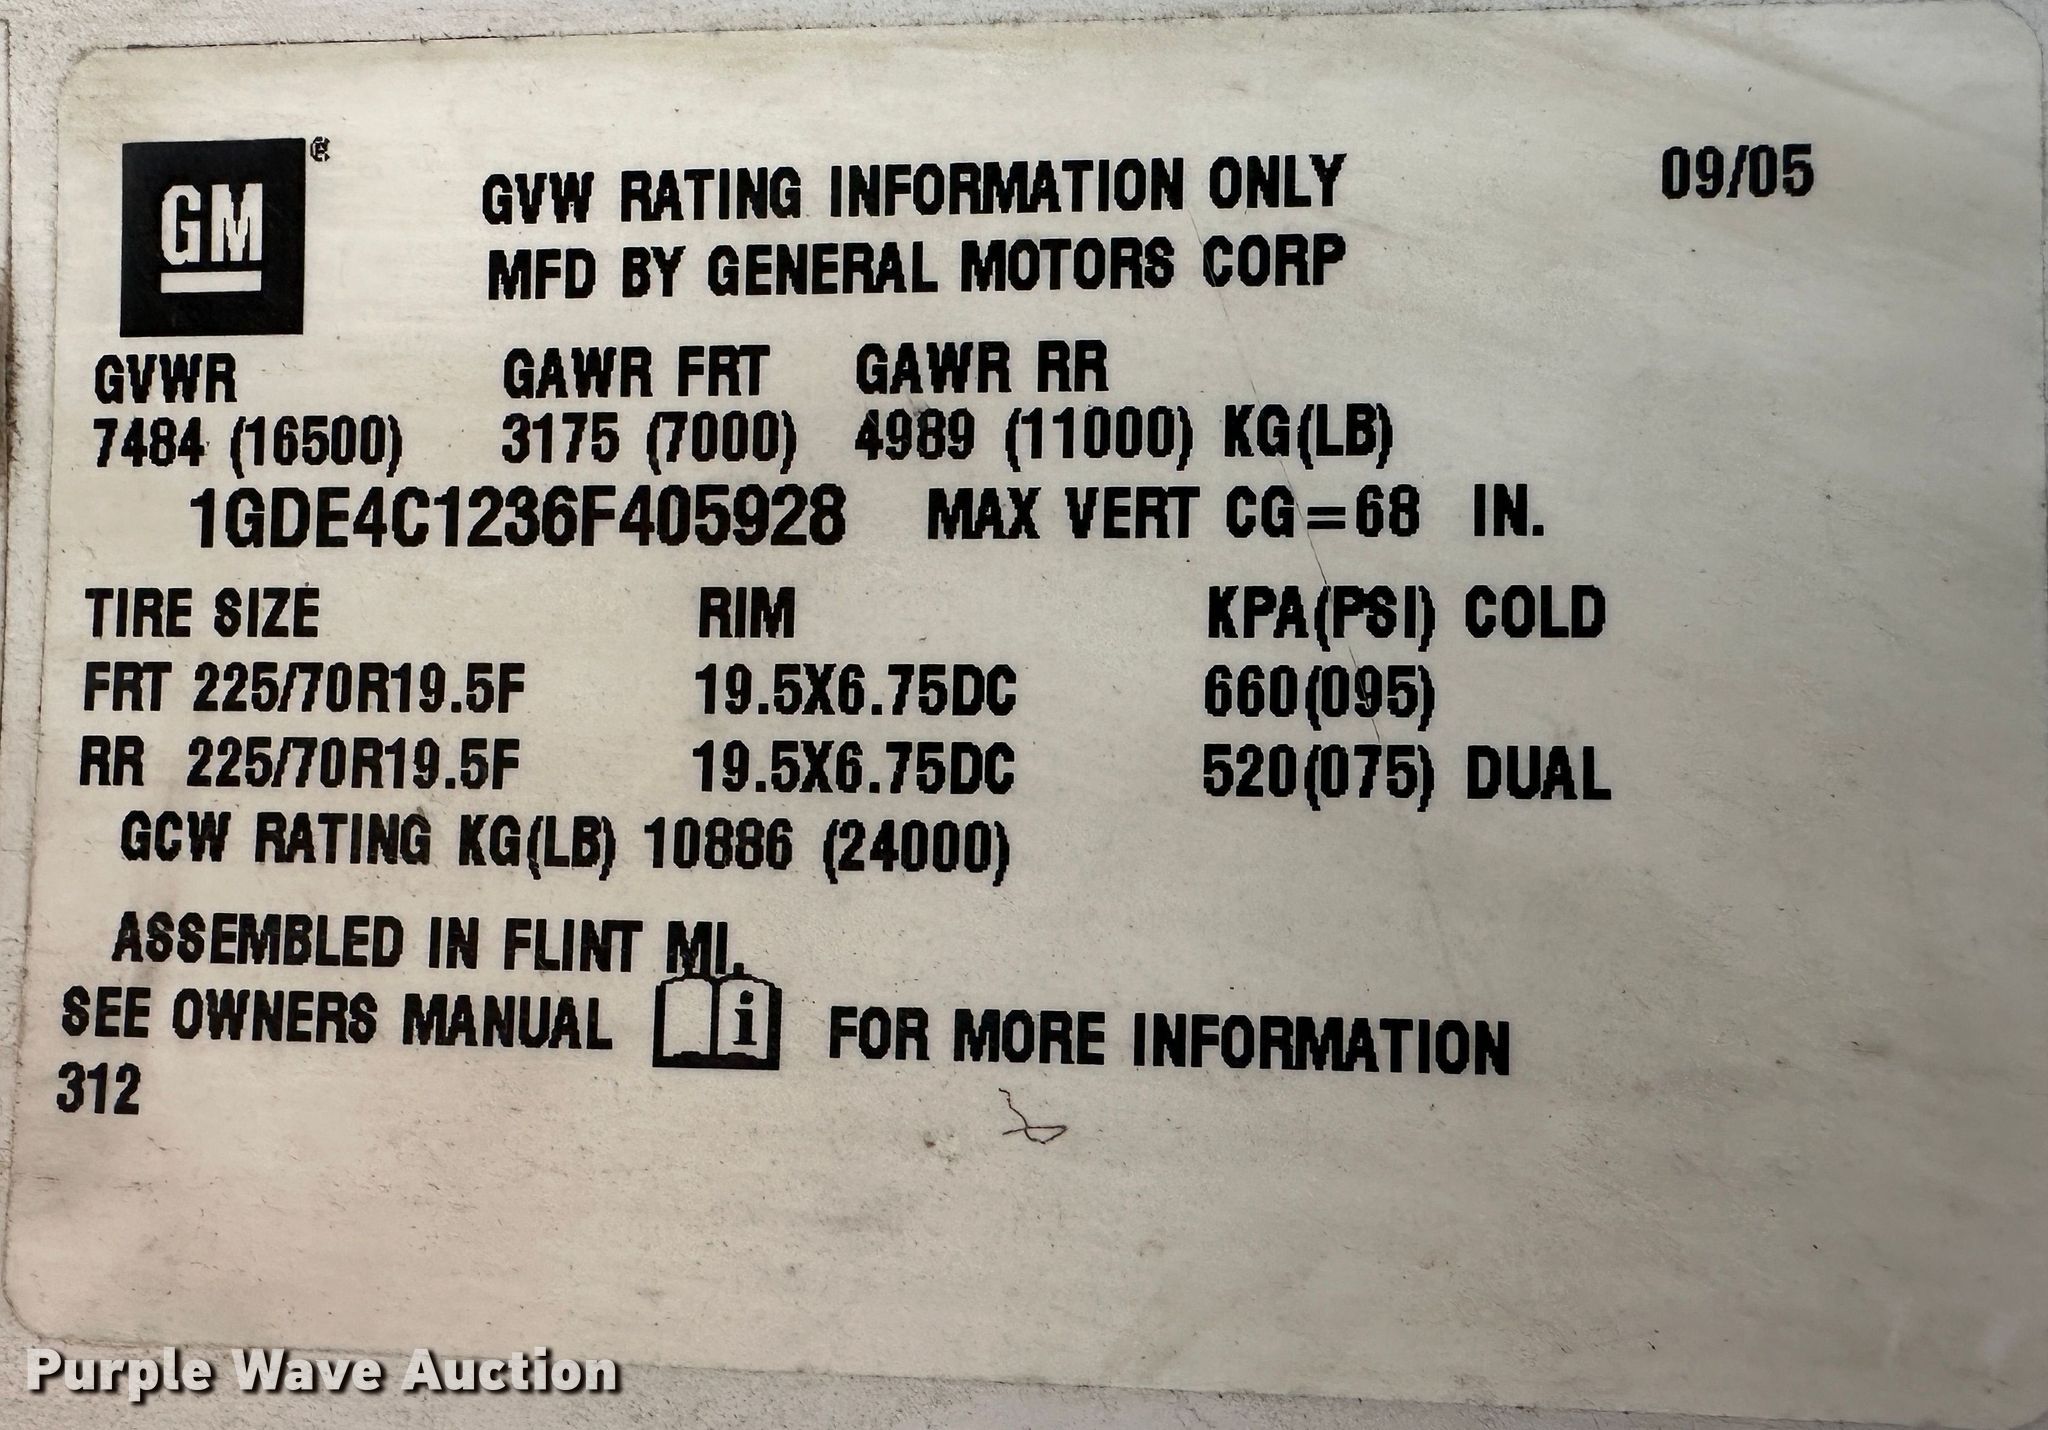 GM
GVW RATING INFORMATION ONLY 09/05
MFD BY GENERAL MOTORS CORP
GVWR GAWR FRT GAWR RR
7484 (16500) 3175 (7000) 4989 (11000) KG(LB)
1GDE4C1236F405928 MAX VERT CG=68 IN.
TIRE SIZE RIM KPA(PSI) COLD
FRT 225/70R19.5F 19.5X6.75DC 660(095)
RR 225/70R19.5F 19.5X6.75DC 520(075) DUAL
GCW RATING KG(LB) 10886 (24000)
ASSEMBLED IN FLINT MI.
SEE OWNERS MANUAL i FOR MORE INFORMATION
312
Purple Wave Auction